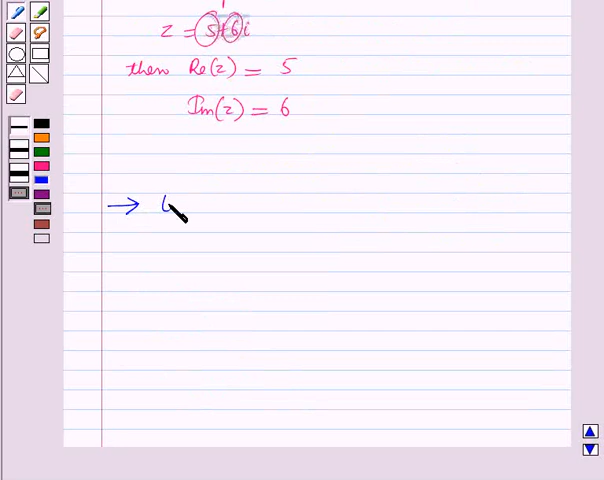 z = 5+6i
then Re(z) = 5
Im(z) = 6
→